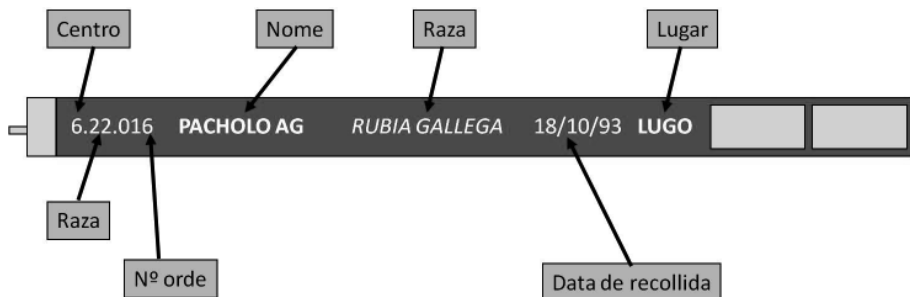 Centro Nome Raza Lugar
6.22.016 PACHOLO AG RUBIA GALLEGA 18/10/93 LUGO
Raza
Nº orde Data de recollida